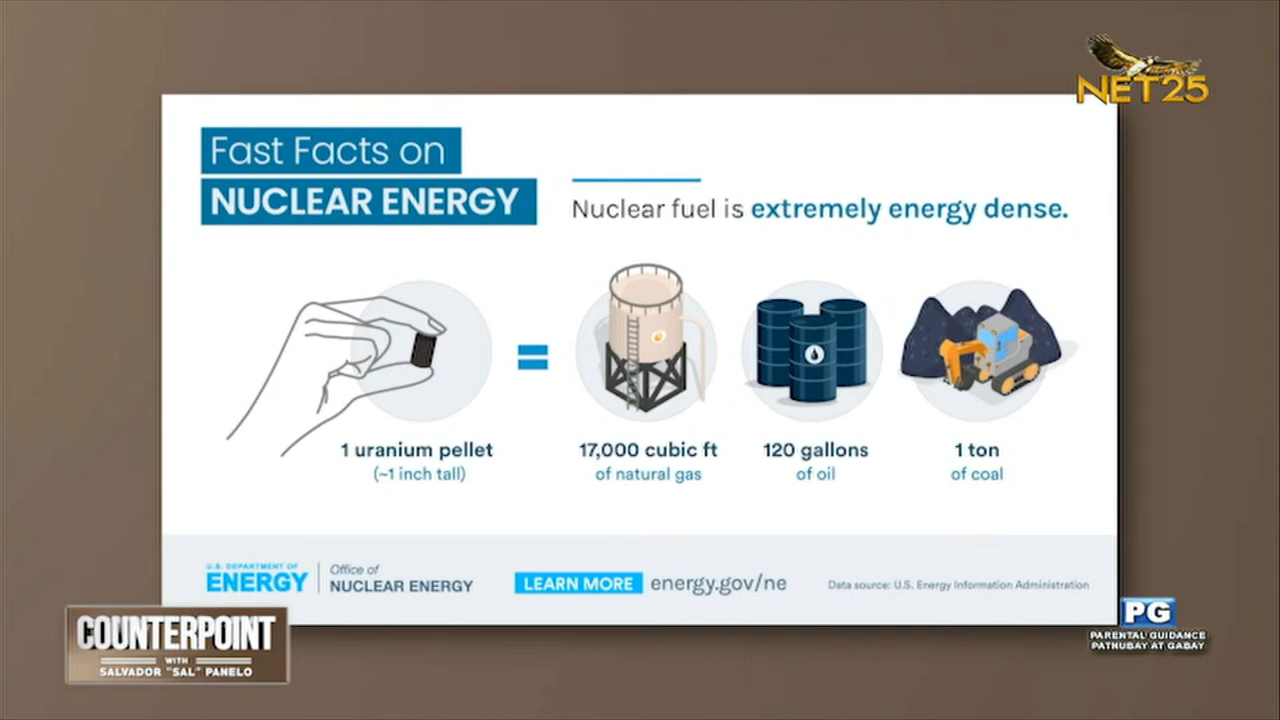 NET25
Fast Facts on
NUCLEAR ENERGY
Nuclear fuel is extremely energy dense.
1 uranium pellet
(~1 inch tall)
17,000 cubic ft
of natural gas
120 gallons
of oil
1 ton
of coal
U.S. DEPARTMENT OF
ENERGY
Office of
NUCLEAR ENERGY
LEARN MORE energy.gov/ne
Data source: U.S. Energy Information Administration
COUNTERPOINT
WITH
SALVADOR "SAL" PANELO
PG
PARENTAL GUIDANCE
PATNUBAY AT GABAY